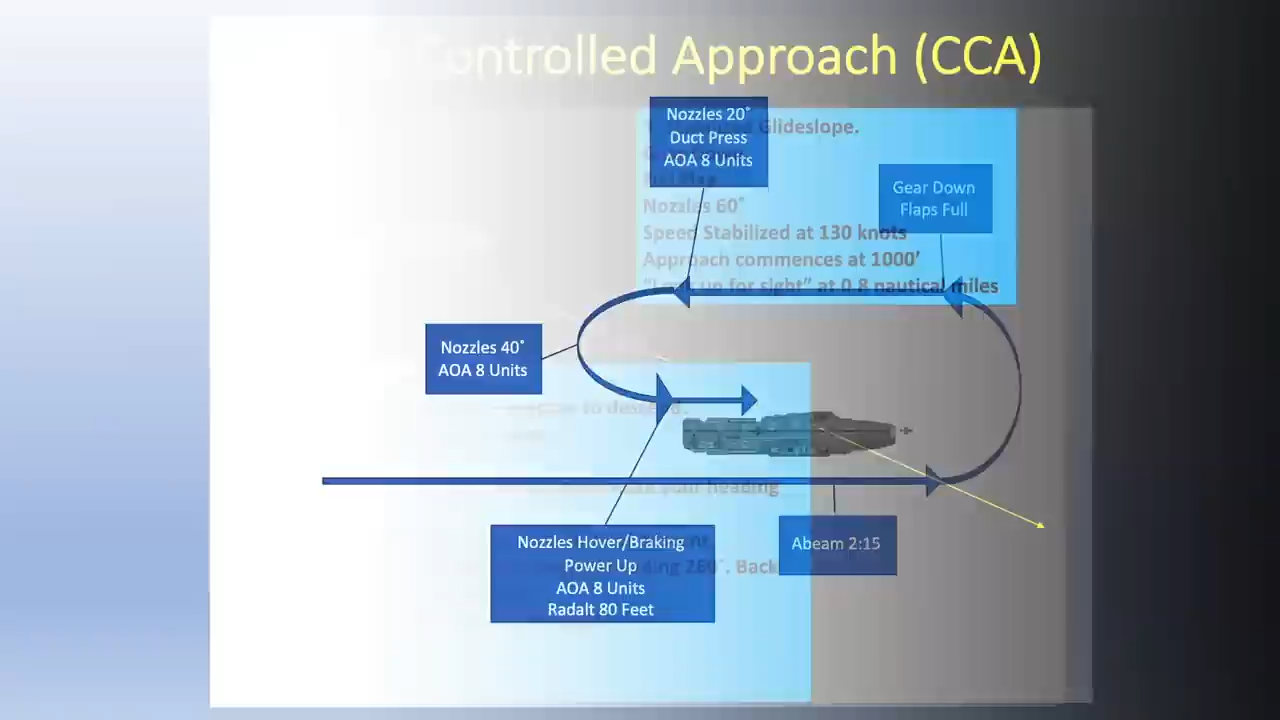 Controlled Approach (CCA)
Nozzles 20˚
Duct Press
AOA 8 Units
Glideslope.
Gear Down
Flaps Full
Nozzles 60˚
Speed Stabilized at 130 knots
Approach commences at 1000’
up for sight” at 0.8 nautical miles
Nozzles 40˚
AOA 8 Units
to descend.
your heading
Nozzles Hover/Braking
Power Up
AOA 8 Units
Radalt 80 Feet
Abeam 2:15
Back